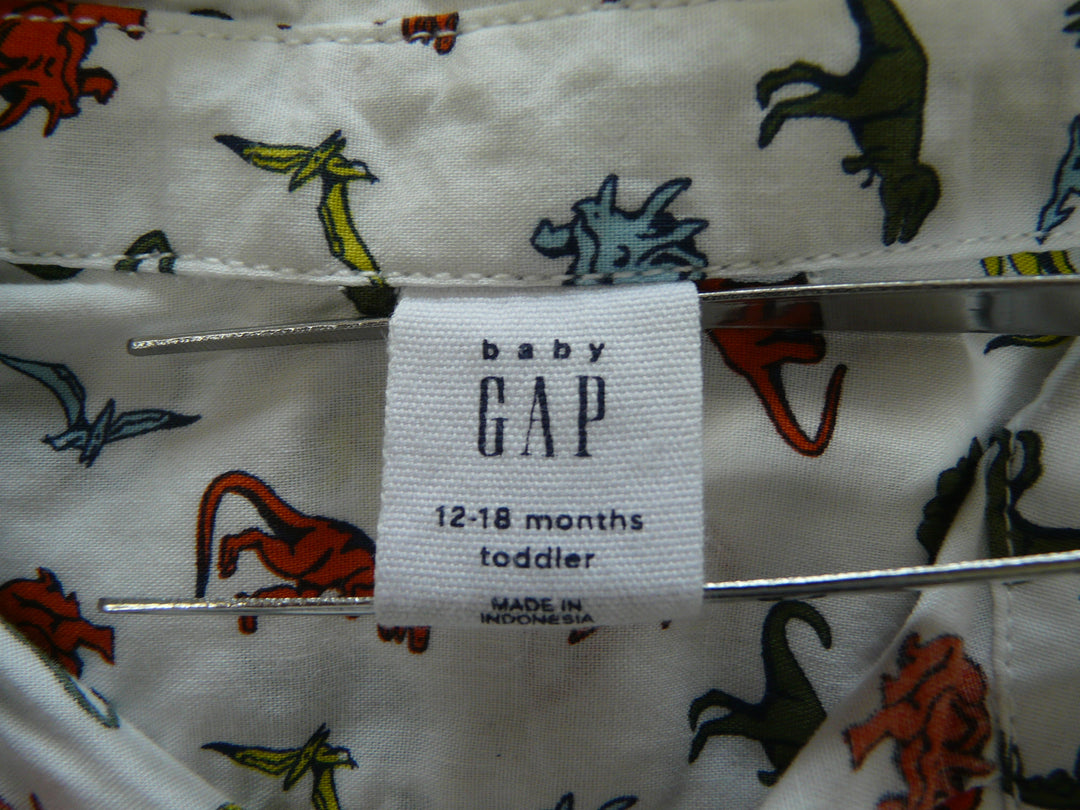 baby
GAP
12-18 months
toddler
MADE IN
INDONESIA